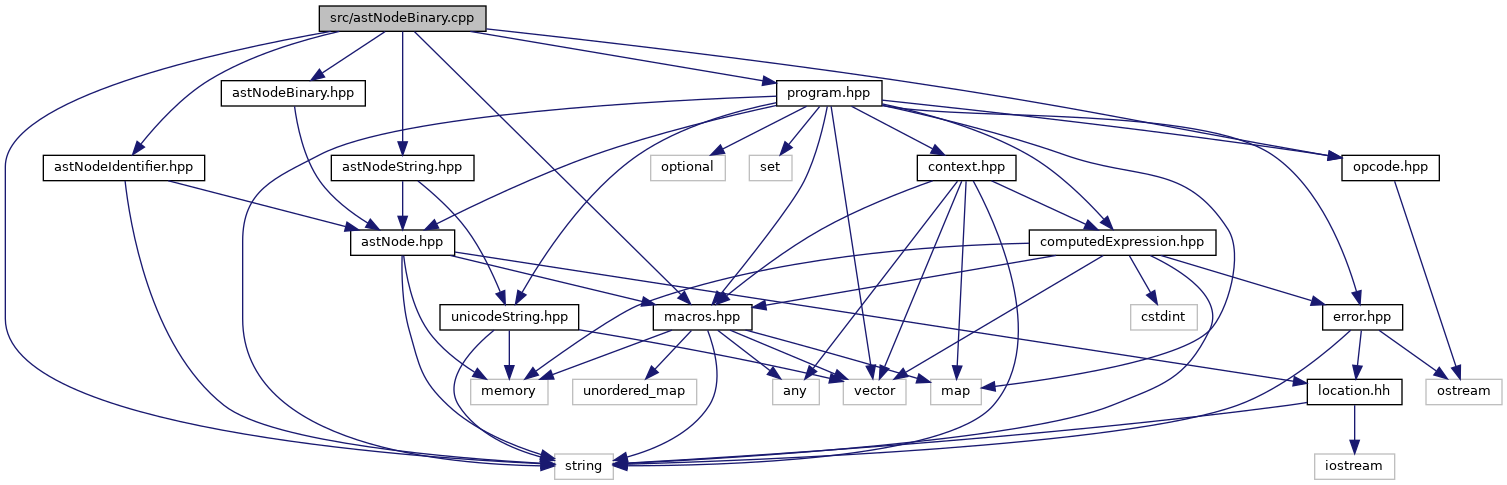 src/astNodeBinary.cpp
astNodeBinary.hpp
program.hpp
astNodeIdentifier.hpp
astNodeString.hpp
optional
set
context.hpp
opcode.hpp
astNode.hpp
computedExpression.hpp
unicodeString.hpp
macros.hpp
cstdint
error.hpp
memory
unordered_map
any
vector
map
location.hh
ostream
string
iostream